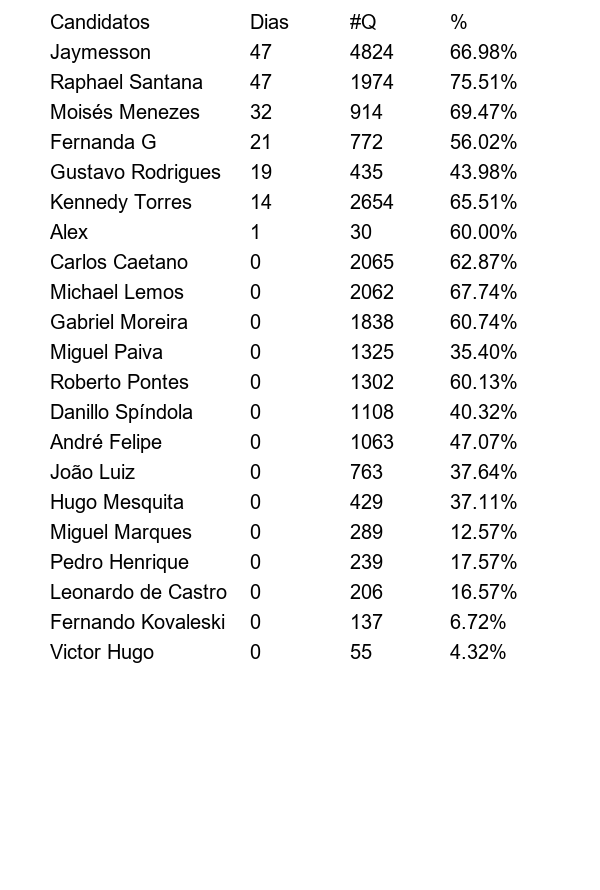 Candidatos Dias #Q %
Jaymesson 47 4824 66.98%
Raphael Santana 47 1974 75.51%
Moisés Menezes 32 914 69.47%
Fernanda G 21 772 56.02%
Gustavo Rodrigues 19 435 43.98%
Kennedy Torres 14 2654 65.51%
Alex 1 30 60.00%
Carlos Caetano 0 2065 62.87%
Michael Lemos 0 2062 67.74%
Gabriel Moreira 0 1838 60.74%
Miguel Paiva 0 1325 35.40%
Roberto Pontes 0 1302 60.13%
Danillo Spíndola 0 1108 40.32%
André Felipe 0 1063 47.07%
João Luiz 0 763 37.64%
Hugo Mesquita 0 429 37.11%
Miguel Marques 0 289 12.57%
Pedro Henrique 0 239 17.57%
Leonardo de Castro 0 206 16.57%
Fernando Kovaleski 0 137 6.72%
Victor Hugo 0 55 4.32%